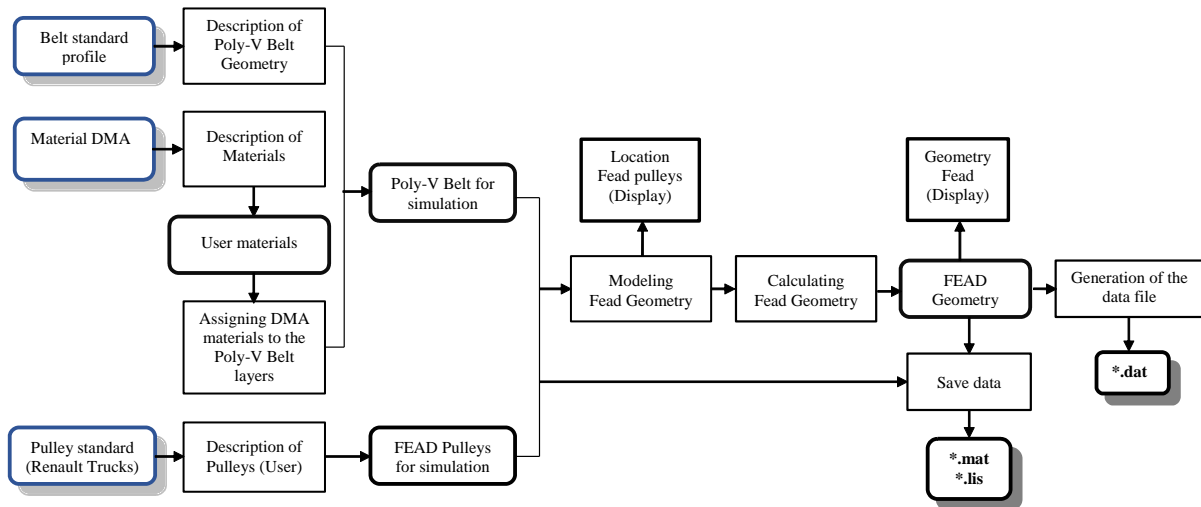 Belt standard
profile
Description of
Poly-V Belt
Geometry
Material DMA
Description of
Materials
User materials
Assigning DMA
materials to the
Poly-V Belt
layers
Pulley standard
(Renault Trucks)
Description of
Pulleys (User)
FEAD Pulleys
for simulation
Poly-V Belt for
simulation
Location
Fead pulleys
(Display)
Modeling
Fead Geometry
Calculating
Fead Geometry
Geometry
Fead
(Display)
FEAD
Geometry
Generation of the
data file
*.dat
Save data
*.mat
*.lis